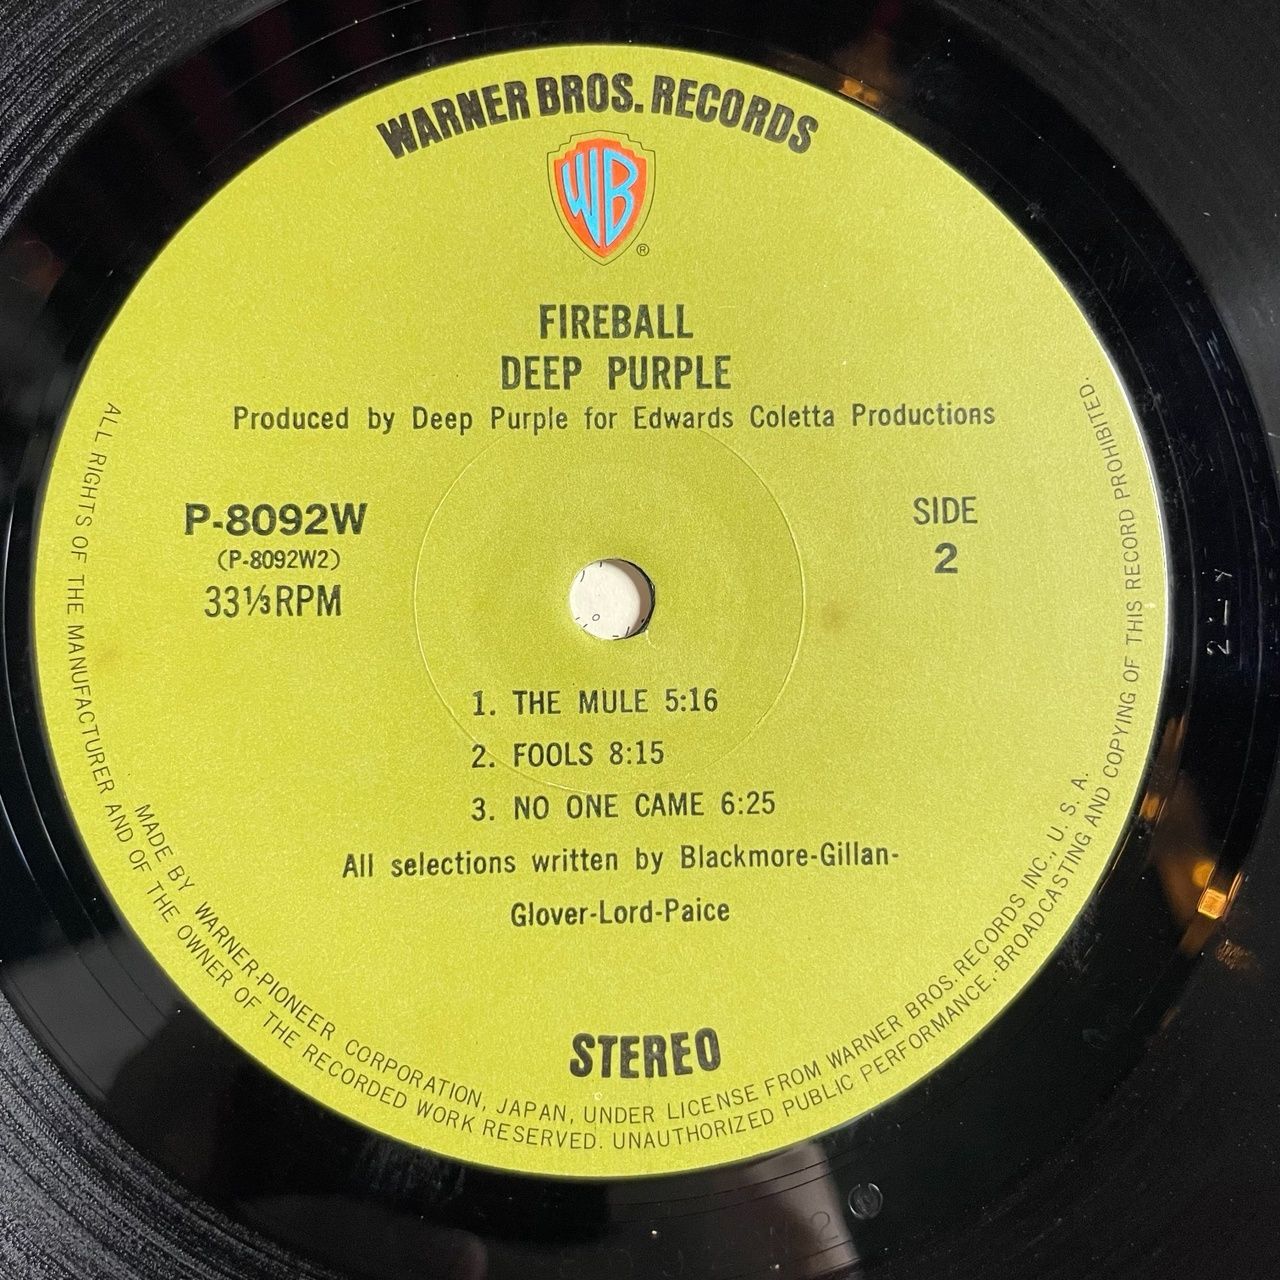 WARNER BROS. RECORDS
WB
®
FIREBALL
DEEP PURPLE
Produced by Deep Purple for Edwards Coletta Productions
P-8092W
(P-8092W2)
33⅓RPM
SIDE
2
1. THE MULE 5:16
2. FOOLS 8:15
3. NO ONE CAME 6:25
All selections written by Blackmore-Gillan-
Glover-Lord-Paice
STEREO
MADE BY WARNER-PIONEER CORPORATION, JAPAN, UNDER LICENSE FROM WARNER BROS. RECORDS INC., U. S. A.
ALL RIGHTS OF THE MANUFACTURER AND OF THE OWNER OF THE RECORDED WORK RESERVED. UNAUTHORIZED PUBLIC PERFORMANCE, BROADCASTING AND COPYING OF THIS RECORD PROHIBITED.